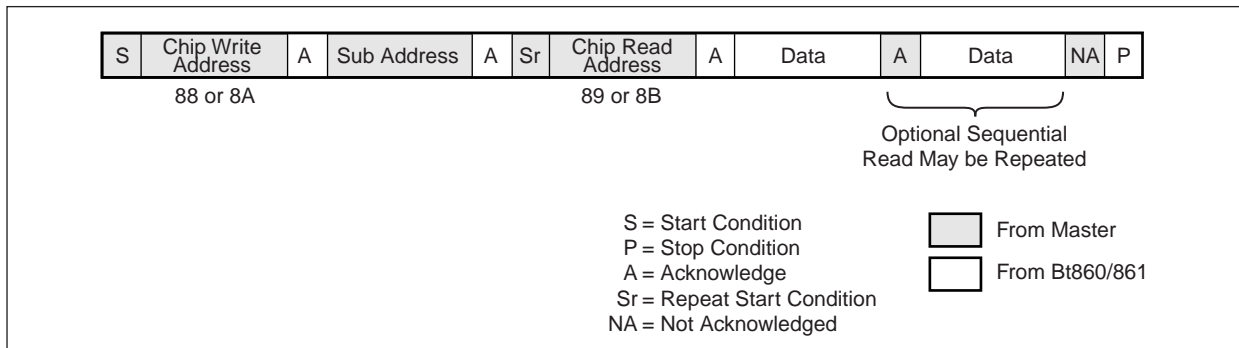 S Chip Write Address A Sub Address A Sr Chip Read Address A Data A Data NA P
88 or 8A 89 or 8B
Optional Sequential
Read May be Repeated
S = Start Condition
P = Stop Condition
A = Acknowledge
Sr = Repeat Start Condition
NA = Not Acknowledged
From Master
From Bt860/861